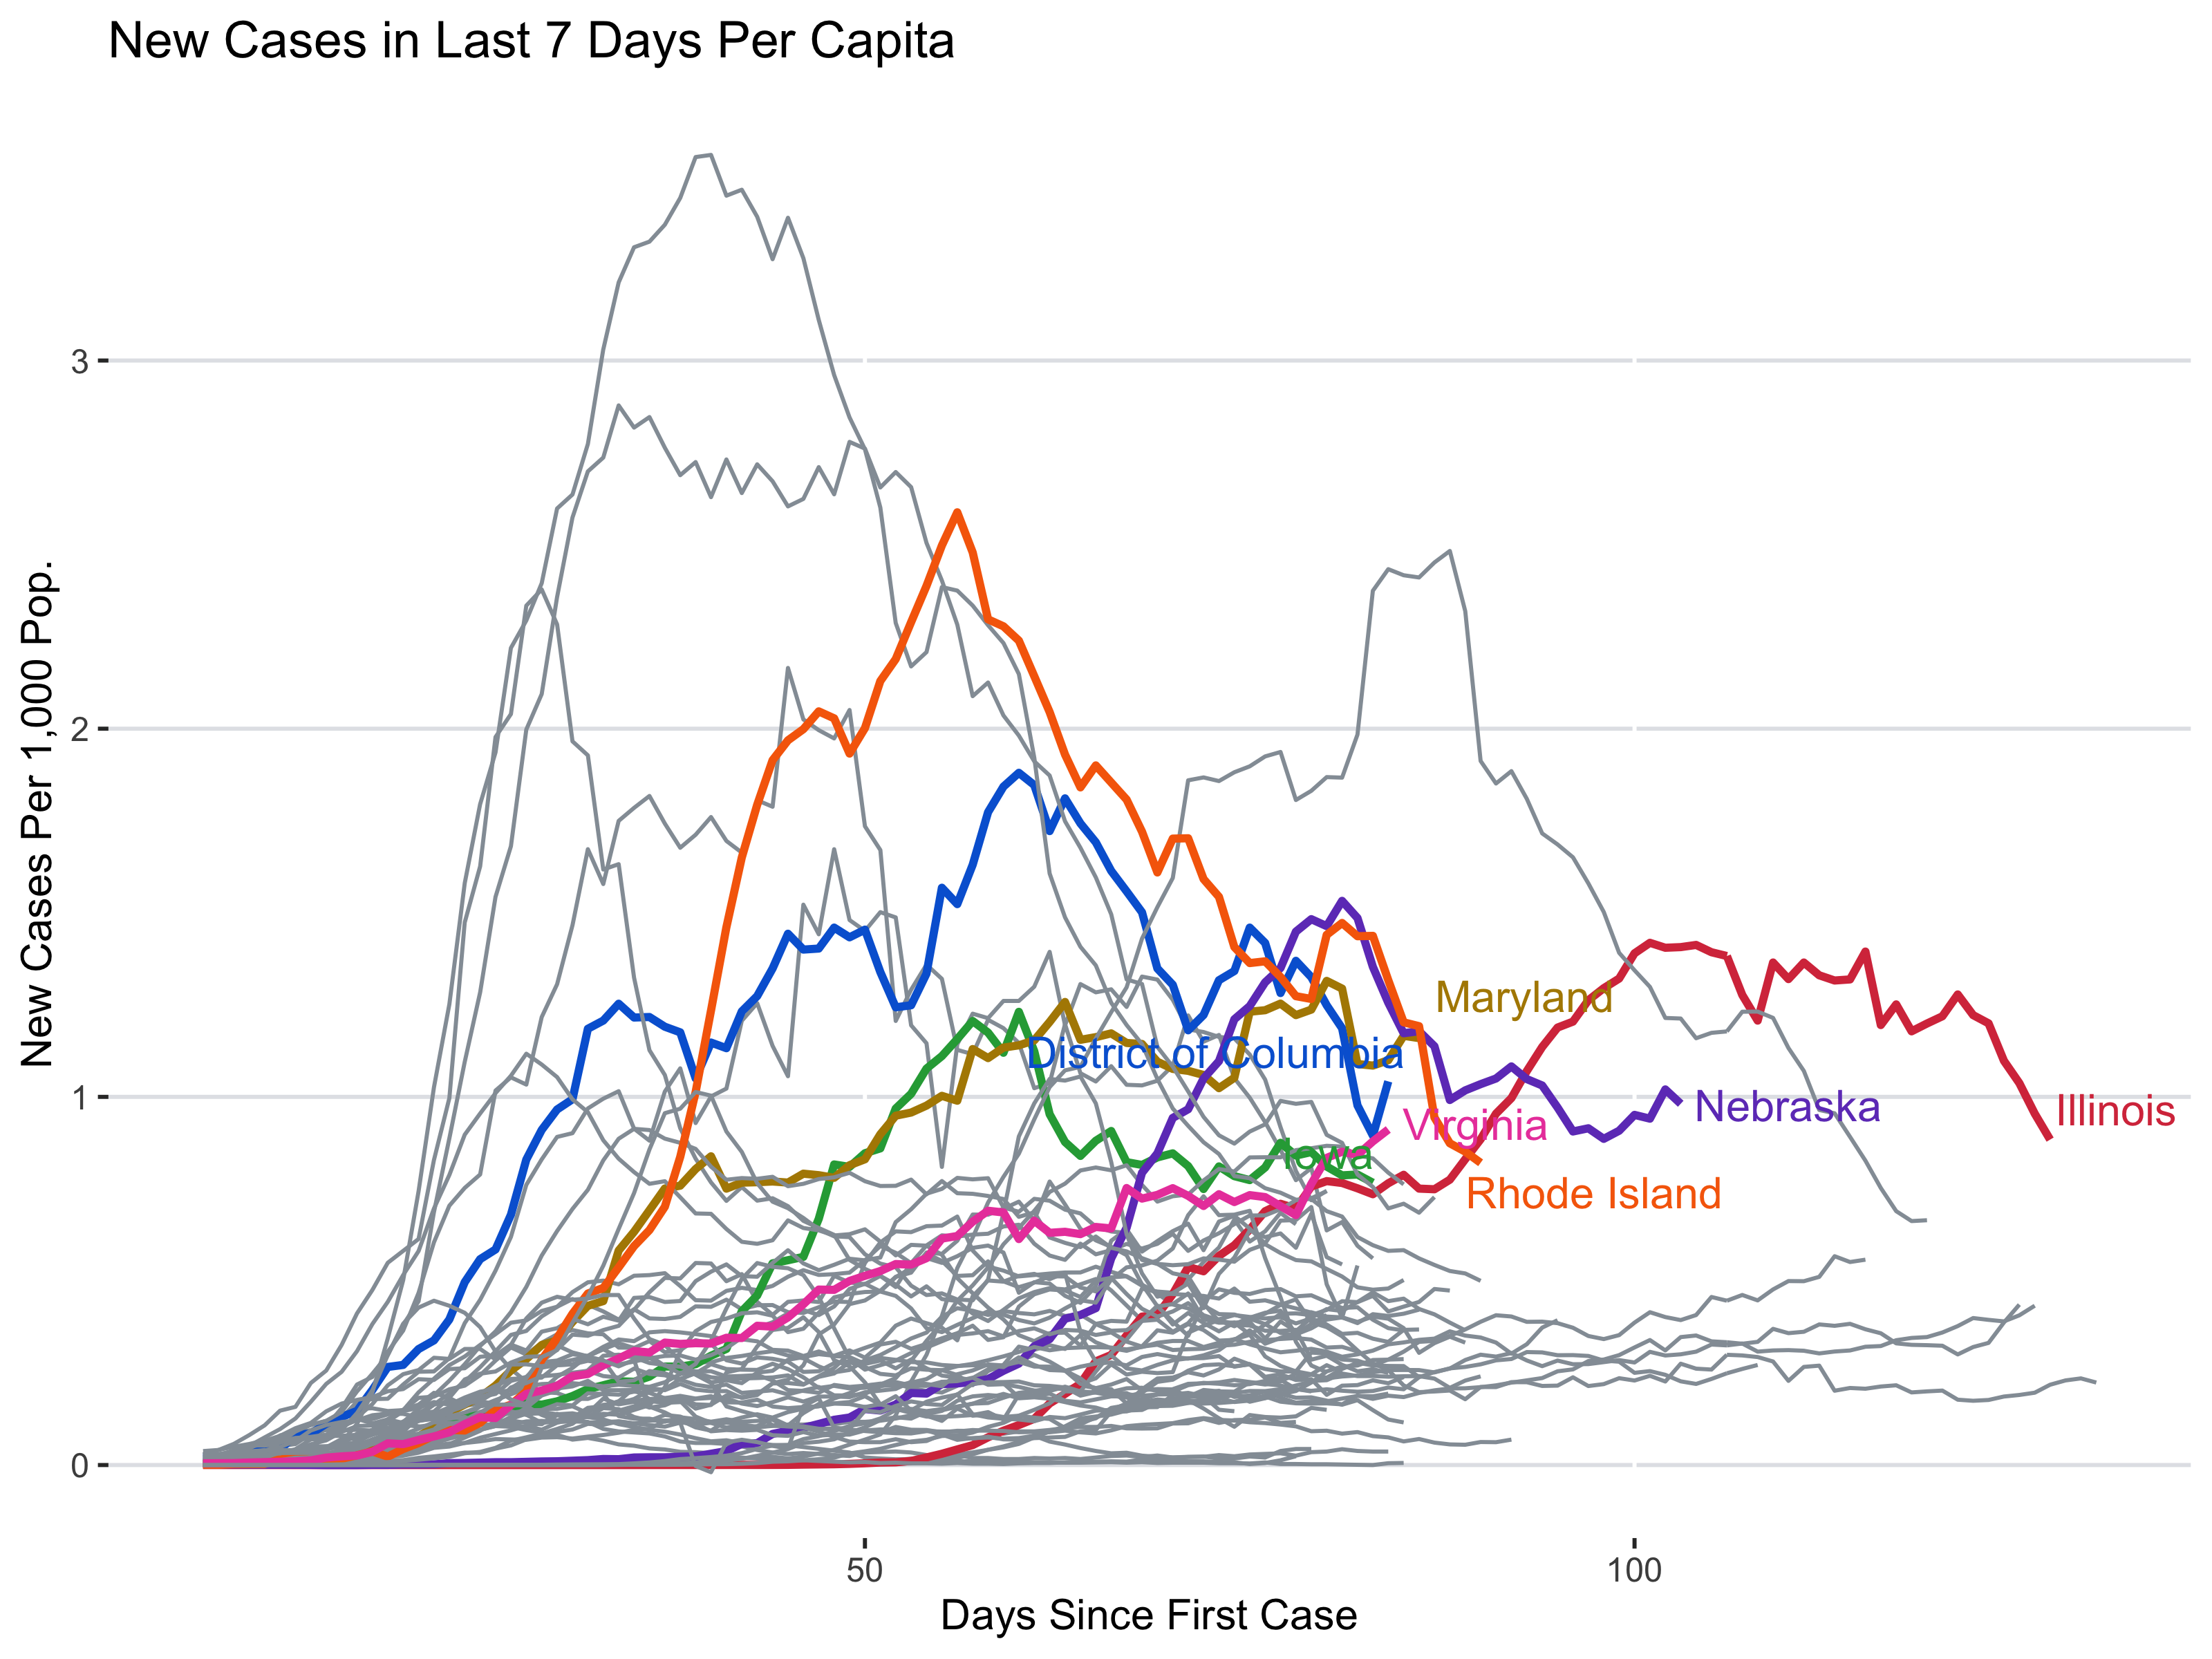 New Cases in Last 7 Days Per Capita
New Cases Per 1,000 Pop.
3
2
1
0
Maryland
District of Columbia
Nebraska
Illinois
Virginia
Iowa
Rhode Island
50
100
Days Since First Case